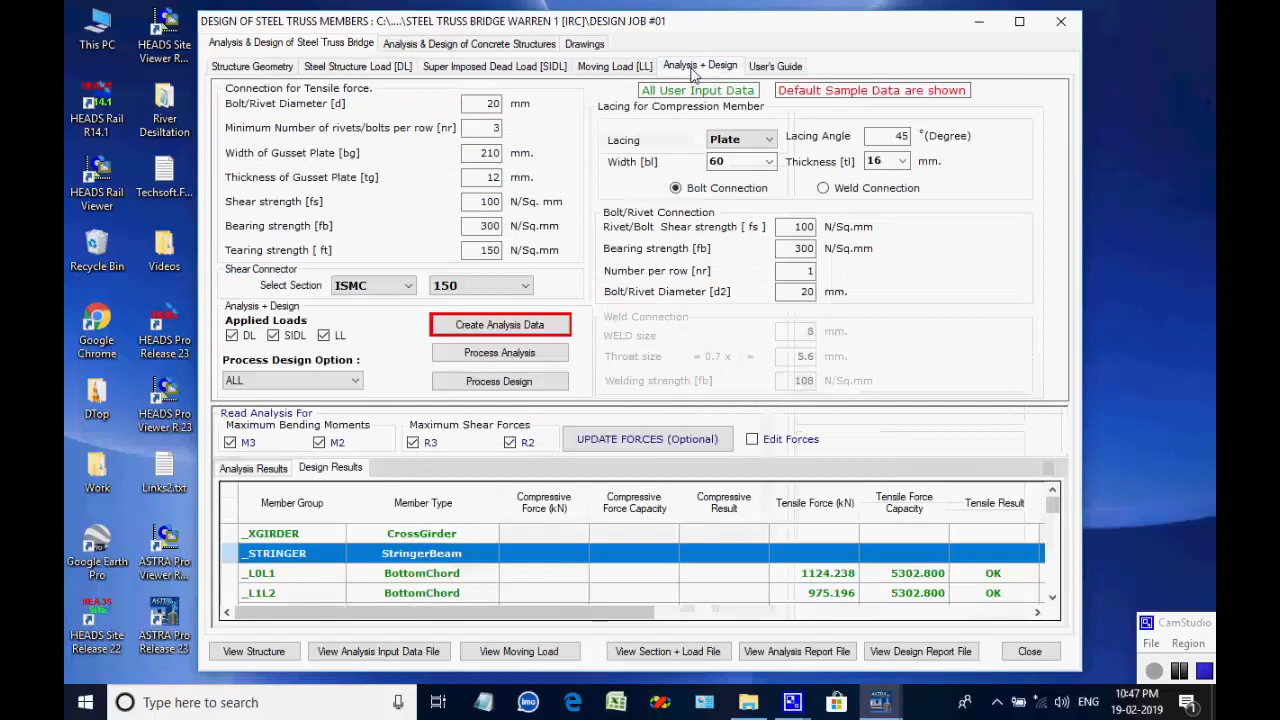 DESIGN OF STEEL TRUSS MEMBERS : C:\....\STEEL TRUSS BRIDGE WARREN 1 [IRC]\DESIGN JOB #01
Analysis & Design of Steel Truss Bridge Analysis & Design of Concrete Structures Drawings
Structure Geometry Steel Structure Load [DL] Super Imposed Dead Load [SIDL] Moving Load [LL] Analysis + Design User's Guide
All User Input Data Default Sample Data are shown
Connection for Tensile force.
Bolt/Rivet Diameter [d] 20 mm
Minimum Number of rivets/bolts per row [nr] 3
Width of Gusset Plate [bg] 210 mm.
Thickness of Gusset Plate [tg] 12 mm.
Shear strength [fs] 100 N/Sq. mm
Bearing strength [fb] 300 N/Sq.mm
Tearing strength [ ft] 150 N/Sq.mm
Shear Connector
Select Section ISMC 150
Analysis + Design
Applied Loads
DL SIDL LL
Process Design Option :
ALL
Create Analysis Data
Process Analysis
Process Design
Lacing for Compression Member
Lacing Plate Lacing Angle 45 °(Degree)
Width [bl] 60 Thickness [tl] 16 mm.
Bolt Connection Weld Connection
Bolt/Rivet Connection
Rivet/Bolt Shear strength [ fs ] 100 N/Sq.mm
Bearing strength [fb] 300 N/Sq.mm
Number per row [nr] 1
Bolt/Rivet Diameter [d2] 20 mm.
Weld Connection
WELD size 8 mm.
Throat size = 0.7 x = 5.6 mm.
Welding strength [fb] 108 N/Sq.mm
Read Analysis For
Maximum Bending Moments
M3 M2
Maximum Shear Forces
R3 R2
UPDATE FORCES (Optional) Edit Forces
Analysis Results Design Results
Member Group Member Type Compressive Force (kN) Compressive Force Capacity Compressive Result Tensile Force (kN) Tensile Force Capacity Tensile Result
_XGIRDER CrossGirder
_STRINGER StringerBeam
_L0L1 BottomChord 1124.238 5302.800 OK
_L1L2 BottomChord 975.196 5302.800 OK
View Structure View Analysis Input Data File View Moving Load View Section + Load File View Analysis Report File View Design Report File Close
This PC
HEADS Site Viewer R...
HEADS Rail R14.1
River Desiltation
HEADS Rail Viewer
Techsoft.F...
Recycle Bin
Videos
Google Chrome
HEADS Pro Release 23
DTop
HEADS Pro Viewer R 23
Work
Links2.txt
Google Earth Pro
ASTRA Pro Viewer R...
HEADS Site Release 22
ASTRA Pro Release 23
CamStudio
File Region
Type here to search
ENG
10:47 PM
19-02-2019